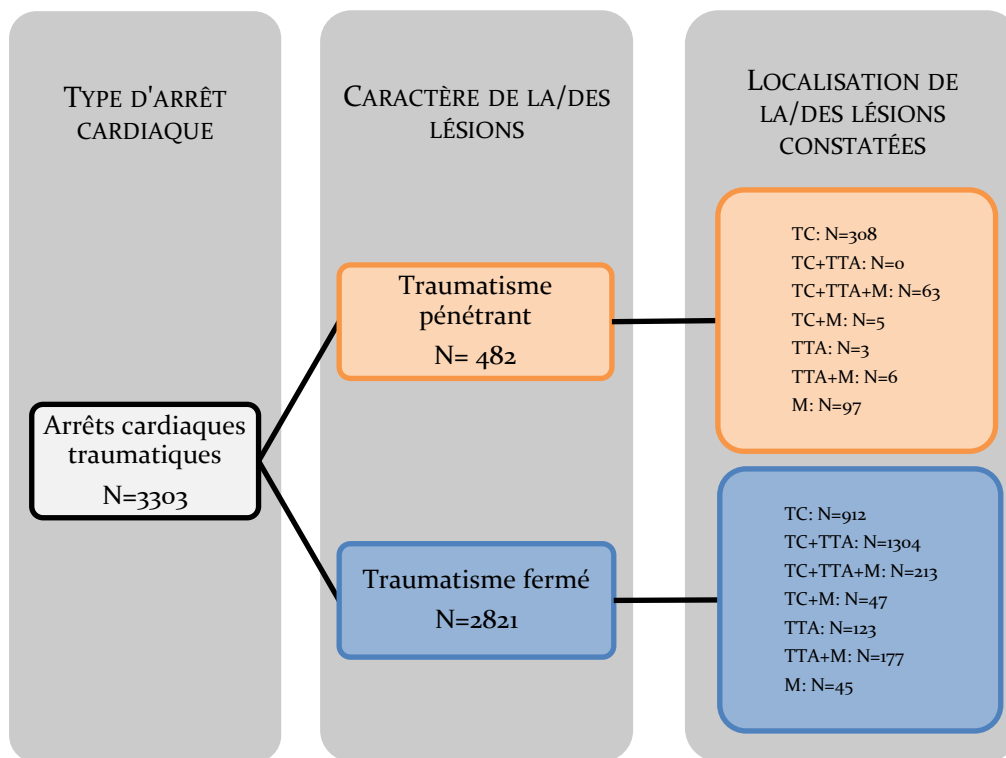 TYPE D'ARRÊT
CARDIAQUE
CARACTÈRE DE LA/DES
LÉSIONS
LOCALISATION DE
LA/DES LÉSIONS
CONSTATÉES
Arrêts cardiaques
traumatiques
N=3303
Traumatisme
pénétrant
N= 482
TC: N=308
TC+TTA: N=0
TC+TTA+M: N=63
TC+M: N=5
TTA: N=3
TTA+M: N=6
M: N=97
Traumatisme fermé
N=2821
TC: N=912
TC+TTA: N=1304
TC+TTA+M: N=213
TC+M: N=47
TTA: N=123
TTA+M: N=177
M: N=45